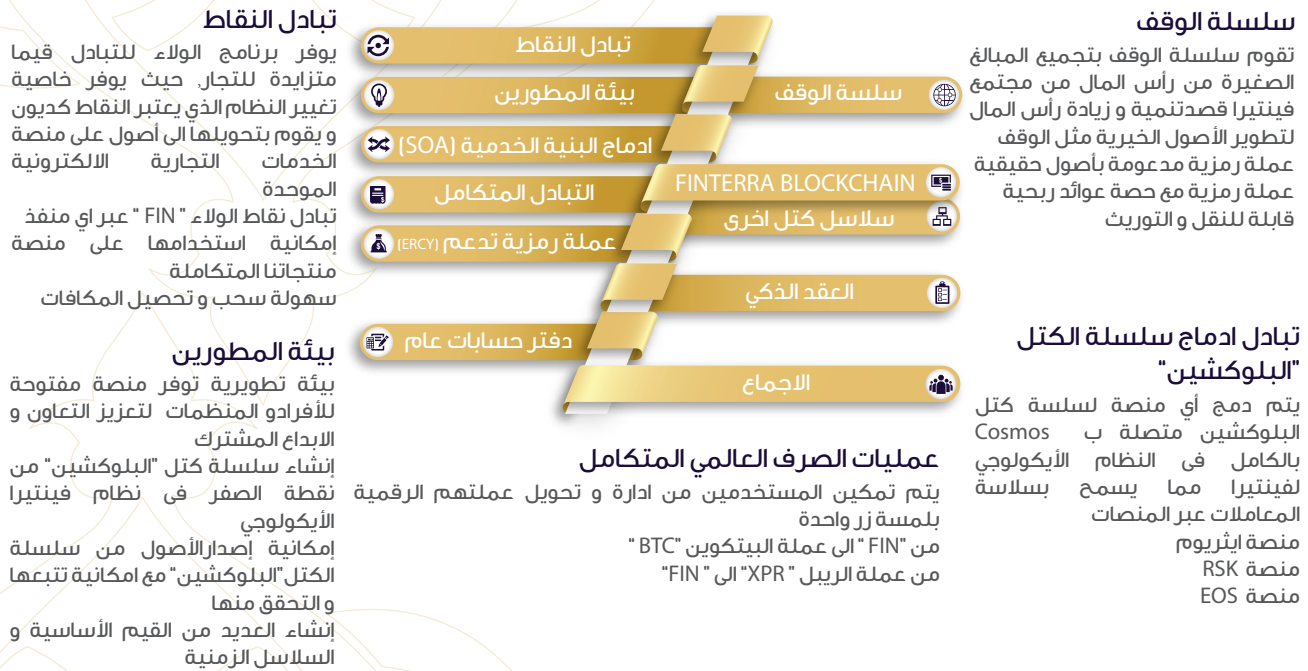 سلسلة الوقف
تقوم سلسلة الوقف بتجميع المبالغ
الصغيرة من رأس المال من مجتمع
فينتيرا قصدتنمية و زيادة رأس المال
لتطوير الأصول الخيرية مثل الوقف
عملة رمزية مدعومة بأصول حقيقية
عملة رمزية مع حصة عوائد ربحية
قابلة للنقل و التوريث
تبادل ادماج سلسلة الكتل
"البلوكشين"
يتم دمج أي منصة لسلسة كتل
البلوكشين متصلة ب Cosmos
بالكامل فى النظام الأيكولوجي
لفينتيرا مما يسمح بسلاسة
المعاملات عبر المنصات
منصة ايثريوم
منصة RSK
منصة EOS
تبادل النقاط
بيئة المطورين
سلسة الوقف
ادماج البنية الخدمية (SOA)
FINTERRA BLOCKCHAIN
التبادل المتكامل
سلاسل كتل اخرى
عملة رمزية تدعم (ERCY)
العقد الذكي
دفتر حسابات عام
الاجماع
عمليات الصرف العالمي المتكامل
يتم تمكين المستخدمين من ادارة و تحويل عملتهم الرقمية
بلمسة زر واحدة
من "FIN" الى عملة البيتكوين "BTC "
من عملة الريبل " XPR" الى " FIN"
تبادل النقاط
يوفر برنامج الولاء للتبادل قيما
متزايدة للتجار, حيث يوفر خاصية
تغيير النظام الذي يعتبر النقاط كديون
و يقوم بتحويلها الى أصول على منصة
الخدمات التجارية الالكترونية
الموحدة
تبادل نقاط الولاء " FIN " عبر اي منفذ
إمكانية استخدامها على منصة
منتجاتنا المتكاملة
سهولة سحب و تحصيل المكافات
بيئة المطورين
بيئة تطويرية توفر منصة مفتوحة
للأفرادو المنظمات لتعزيز التعاون و
الابداع المشترك
إنشاء سلسلة كتل "البلوكشين" من
نقطة الصفر فى نظام فينتيرا
الأيكولوجي
إمكانية إصدارالأصول من سلسلة
الكتل"البلوكشين" مع امكانية تتبعها
و التحقق منها
إنشاء العديد من القيم الأساسية و
السلاسل الزمنية